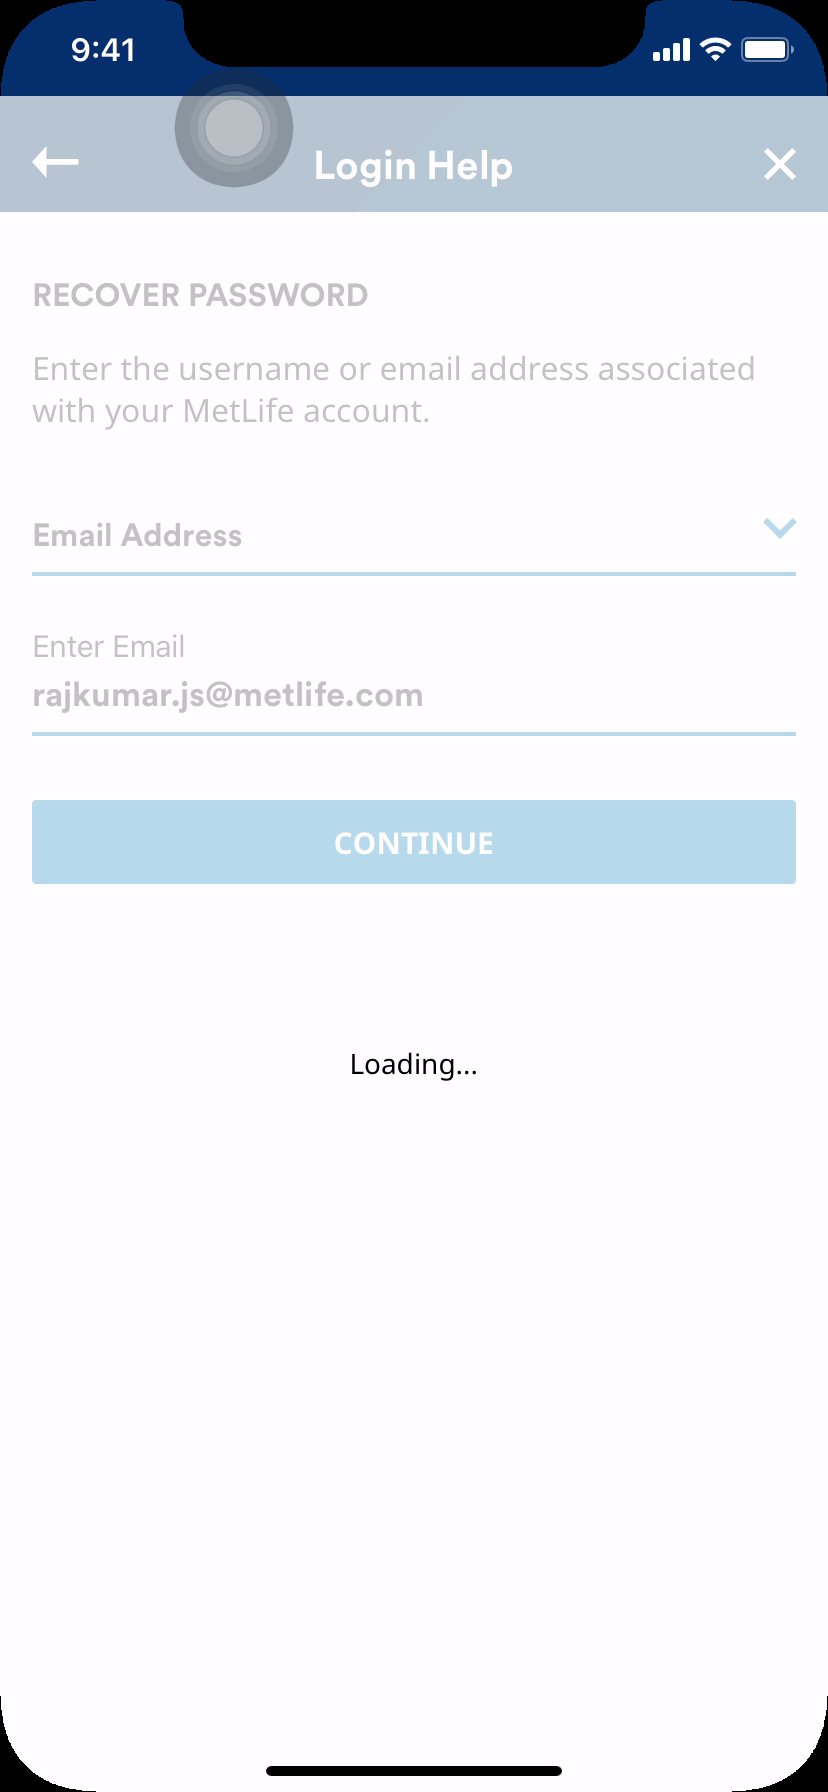 9:41
Login Help
RECOVER PASSWORD
Enter the username or email address associated
with your MetLife account.
Email Address
Enter Email
rajkumar.js@metlife.com
CONTINUE
Loading...